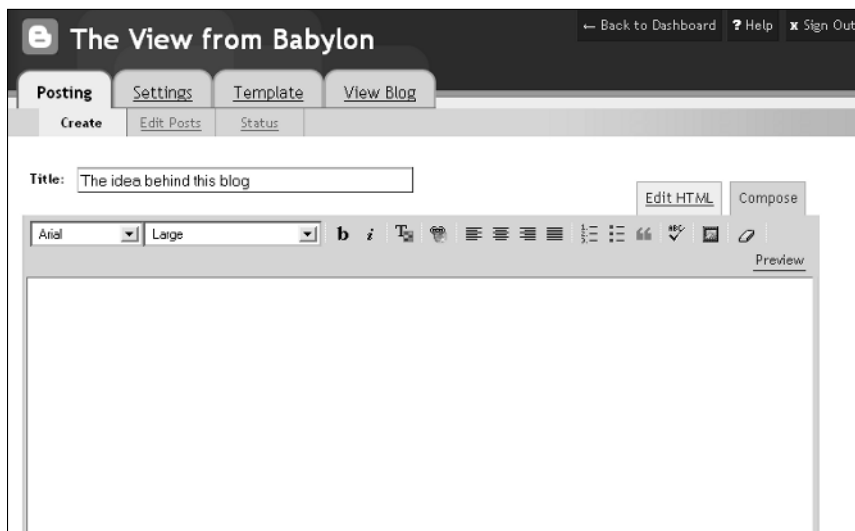 The View from Babylon
← Back to Dashboard ? Help x Sign Out
Posting Settings Template View Blog
Create Edit Posts Status
Title: The idea behind this blog
Edit HTML Compose
Arial Large b i T ABC
Preview